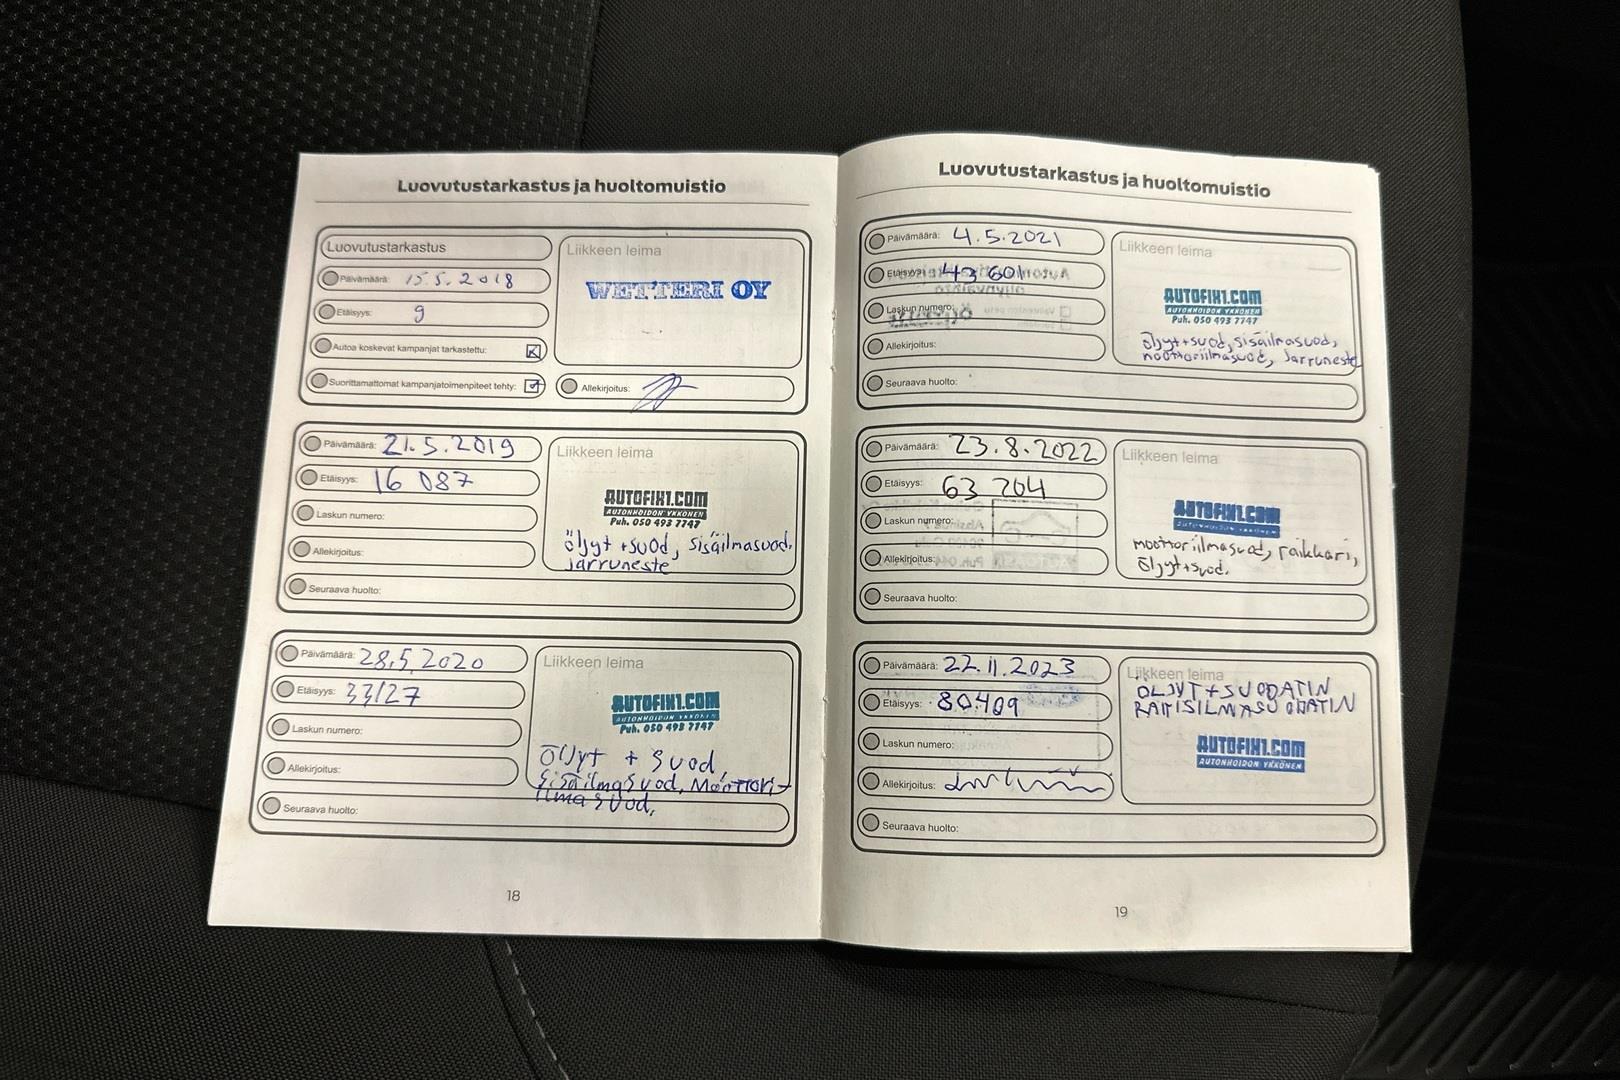 Luovutustarkastus ja huoltomuistio
Luovutustarkastus
Liikkeen leima
Päivämäärä: 15.5.2018
WETTERI OY
Etäisyys: 9
Autoa koskevat kampanjat tarkastettu:
Suorittamattomat kampanjatoimenpiteet tehty:
Allekirjoitus:
Päivämäärä: 21.5.2019
Liikkeen leima
Etäisyys: 16 087
AUTOFIX1.COM
AUTONHOIDON YKKÖNEN
Puh. 050 493 7747
Laskun numero:
öljyt + suod, sisäilmasuod.
jarruneste
Allekirjoitus:
Seuraava huolto:
Päivämäärä: 28.5.2020
Liikkeen leima
Etäisyys: 33127
AUTOFIX1.COM
AUTONHOIDON YKKÖNEN
Puh. 050 493 7747
Laskun numero:
öljyt + suod,
Sisäilmasuod, Moottori-
ilmasuod,
Allekirjoitus:
Seuraava huolto:
18
Luovutustarkastus ja huoltomuistio
Päivämäärä: 4.5.2021
Liikkeen leima
Etäisyys: 43 601
AUTOFIX1.COM
AUTONHOIDON YKKÖNEN
Puh. 050 493 7747
Laskun numero:
öljyt+suod, sisäilmasuod,
moottoriilmasuod, Jarruneste
Allekirjoitus:
Seuraava huolto:
Päivämäärä: 23.8.2022
Liikkeen leima
Etäisyys: 63 204
AUTOFIX1.COM
AUTONHOIDON YKKÖNEN
Laskun numero:
moottoriilmasuod, raikkari,
öljyt+suod.
Allekirjoitus:
Seuraava huolto:
Päivämäärä: 22.11.2023
Liikkeen leima
ÖLJYT + SUODATIN
RAITISILMASUODATIN
Etäisyys: 80409
AUTOFIX1.COM
AUTONHOIDON YKKÖNEN
Laskun numero:
Allekirjoitus:
Seuraava huolto:
19